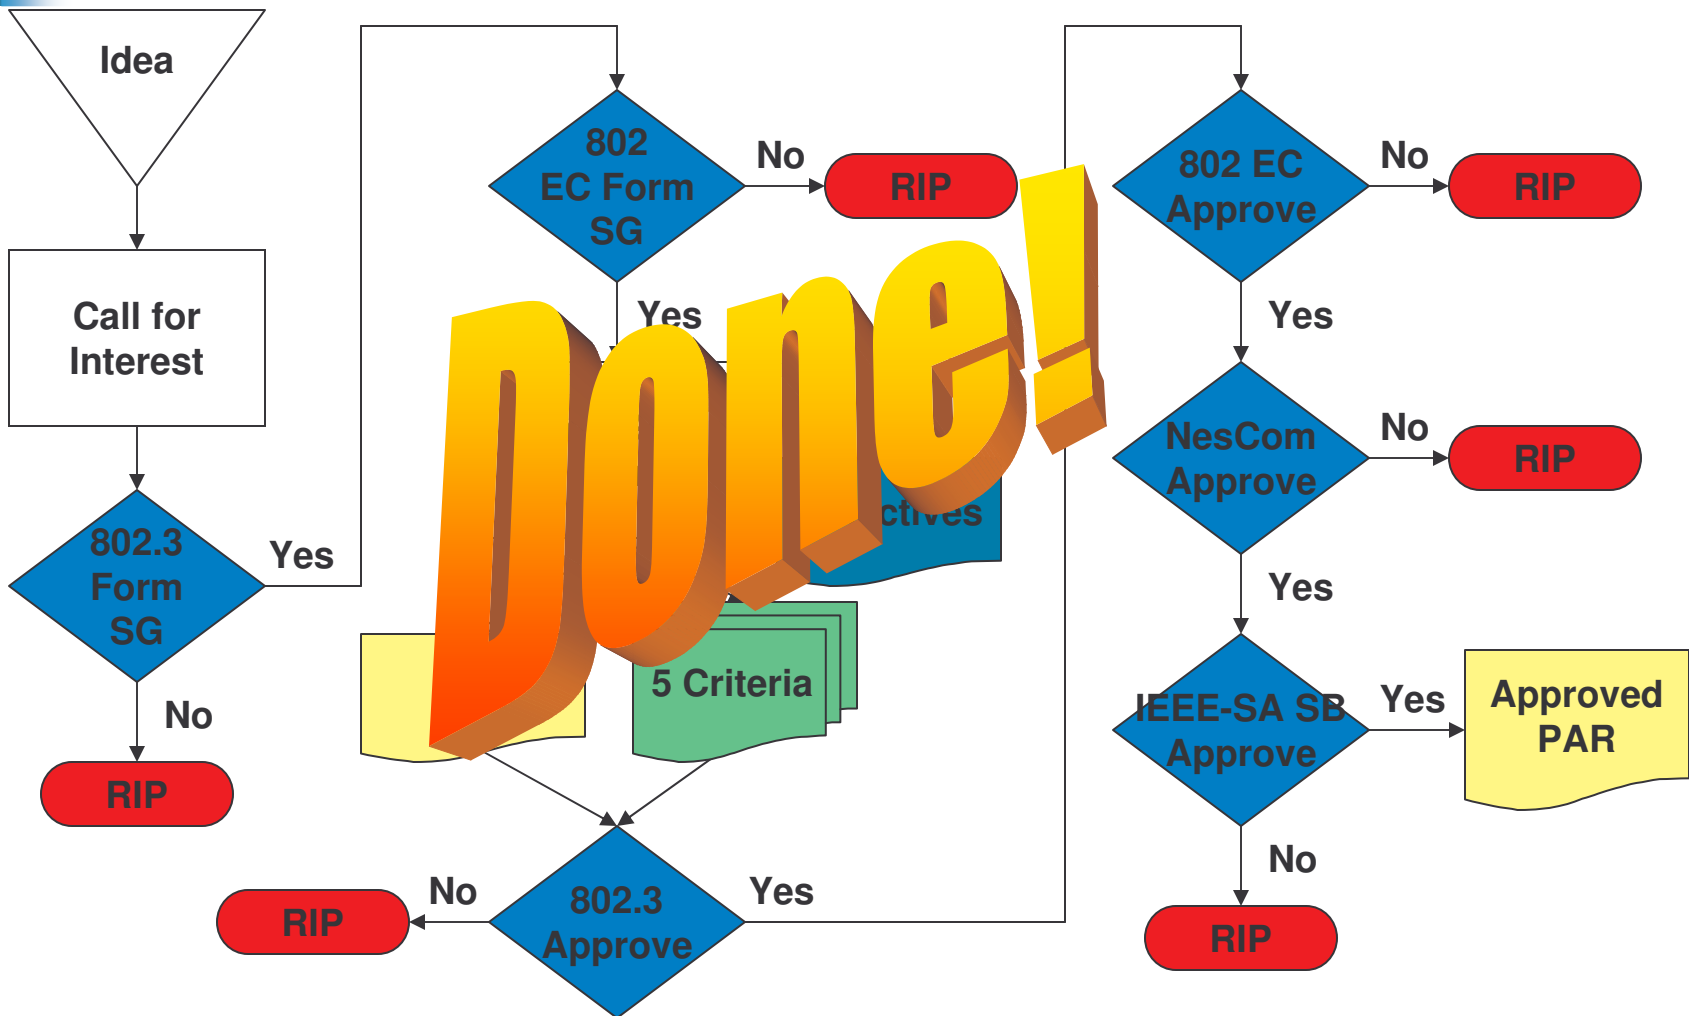 Idea
Call for
Interest
802.3
Form
SG
Yes
No
RIP
802
EC Form
SG
No
RIP
Yes
Done!
ctives
5 Criteria
802.3
Approve
No
RIP
Yes
802 EC
Approve
No
RIP
Yes
NesCom
Approve
No
RIP
Yes
IEEE-SA SB
Approve
Yes
Approved
PAR
No
RIP